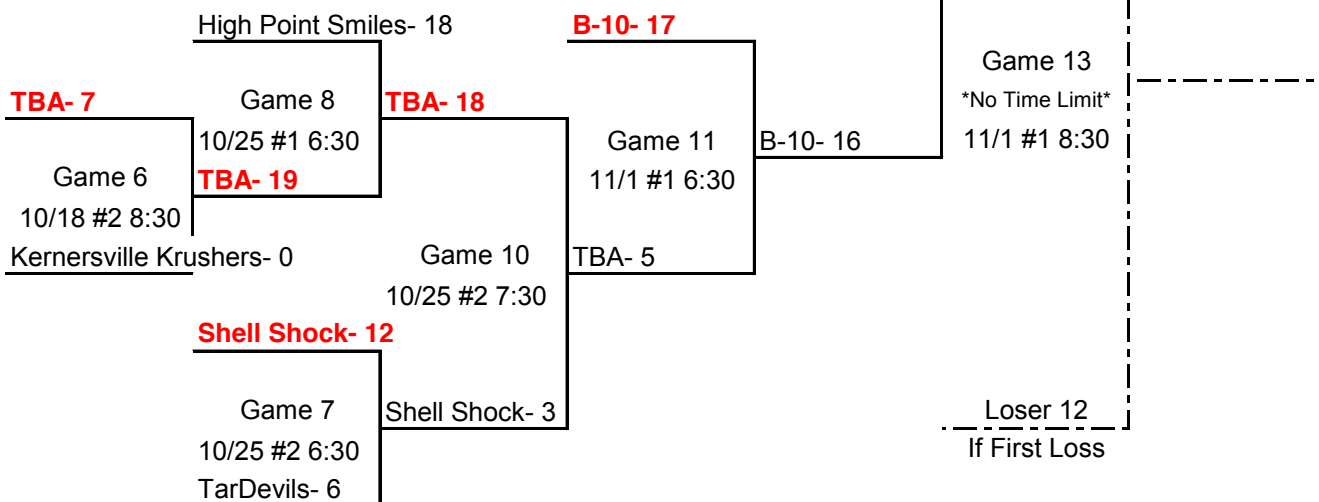 High Point Smiles- 18
B-10- 17
Game 13
*No Time Limit*
11/1 #1 8:30
TBA- 7
Game 8
TBA- 18
10/25 #1 6:30
Game 11
B-10- 16
Game 6
TBA- 19
11/1 #1 6:30
10/18 #2 8:30
Kernersville Krushers- 0
Game 10
TBA- 5
10/25 #2 7:30
Shell Shock- 12
Game 7
Shell Shock- 3
Loser 12
10/25 #2 6:30
If First Loss
TarDevils- 6